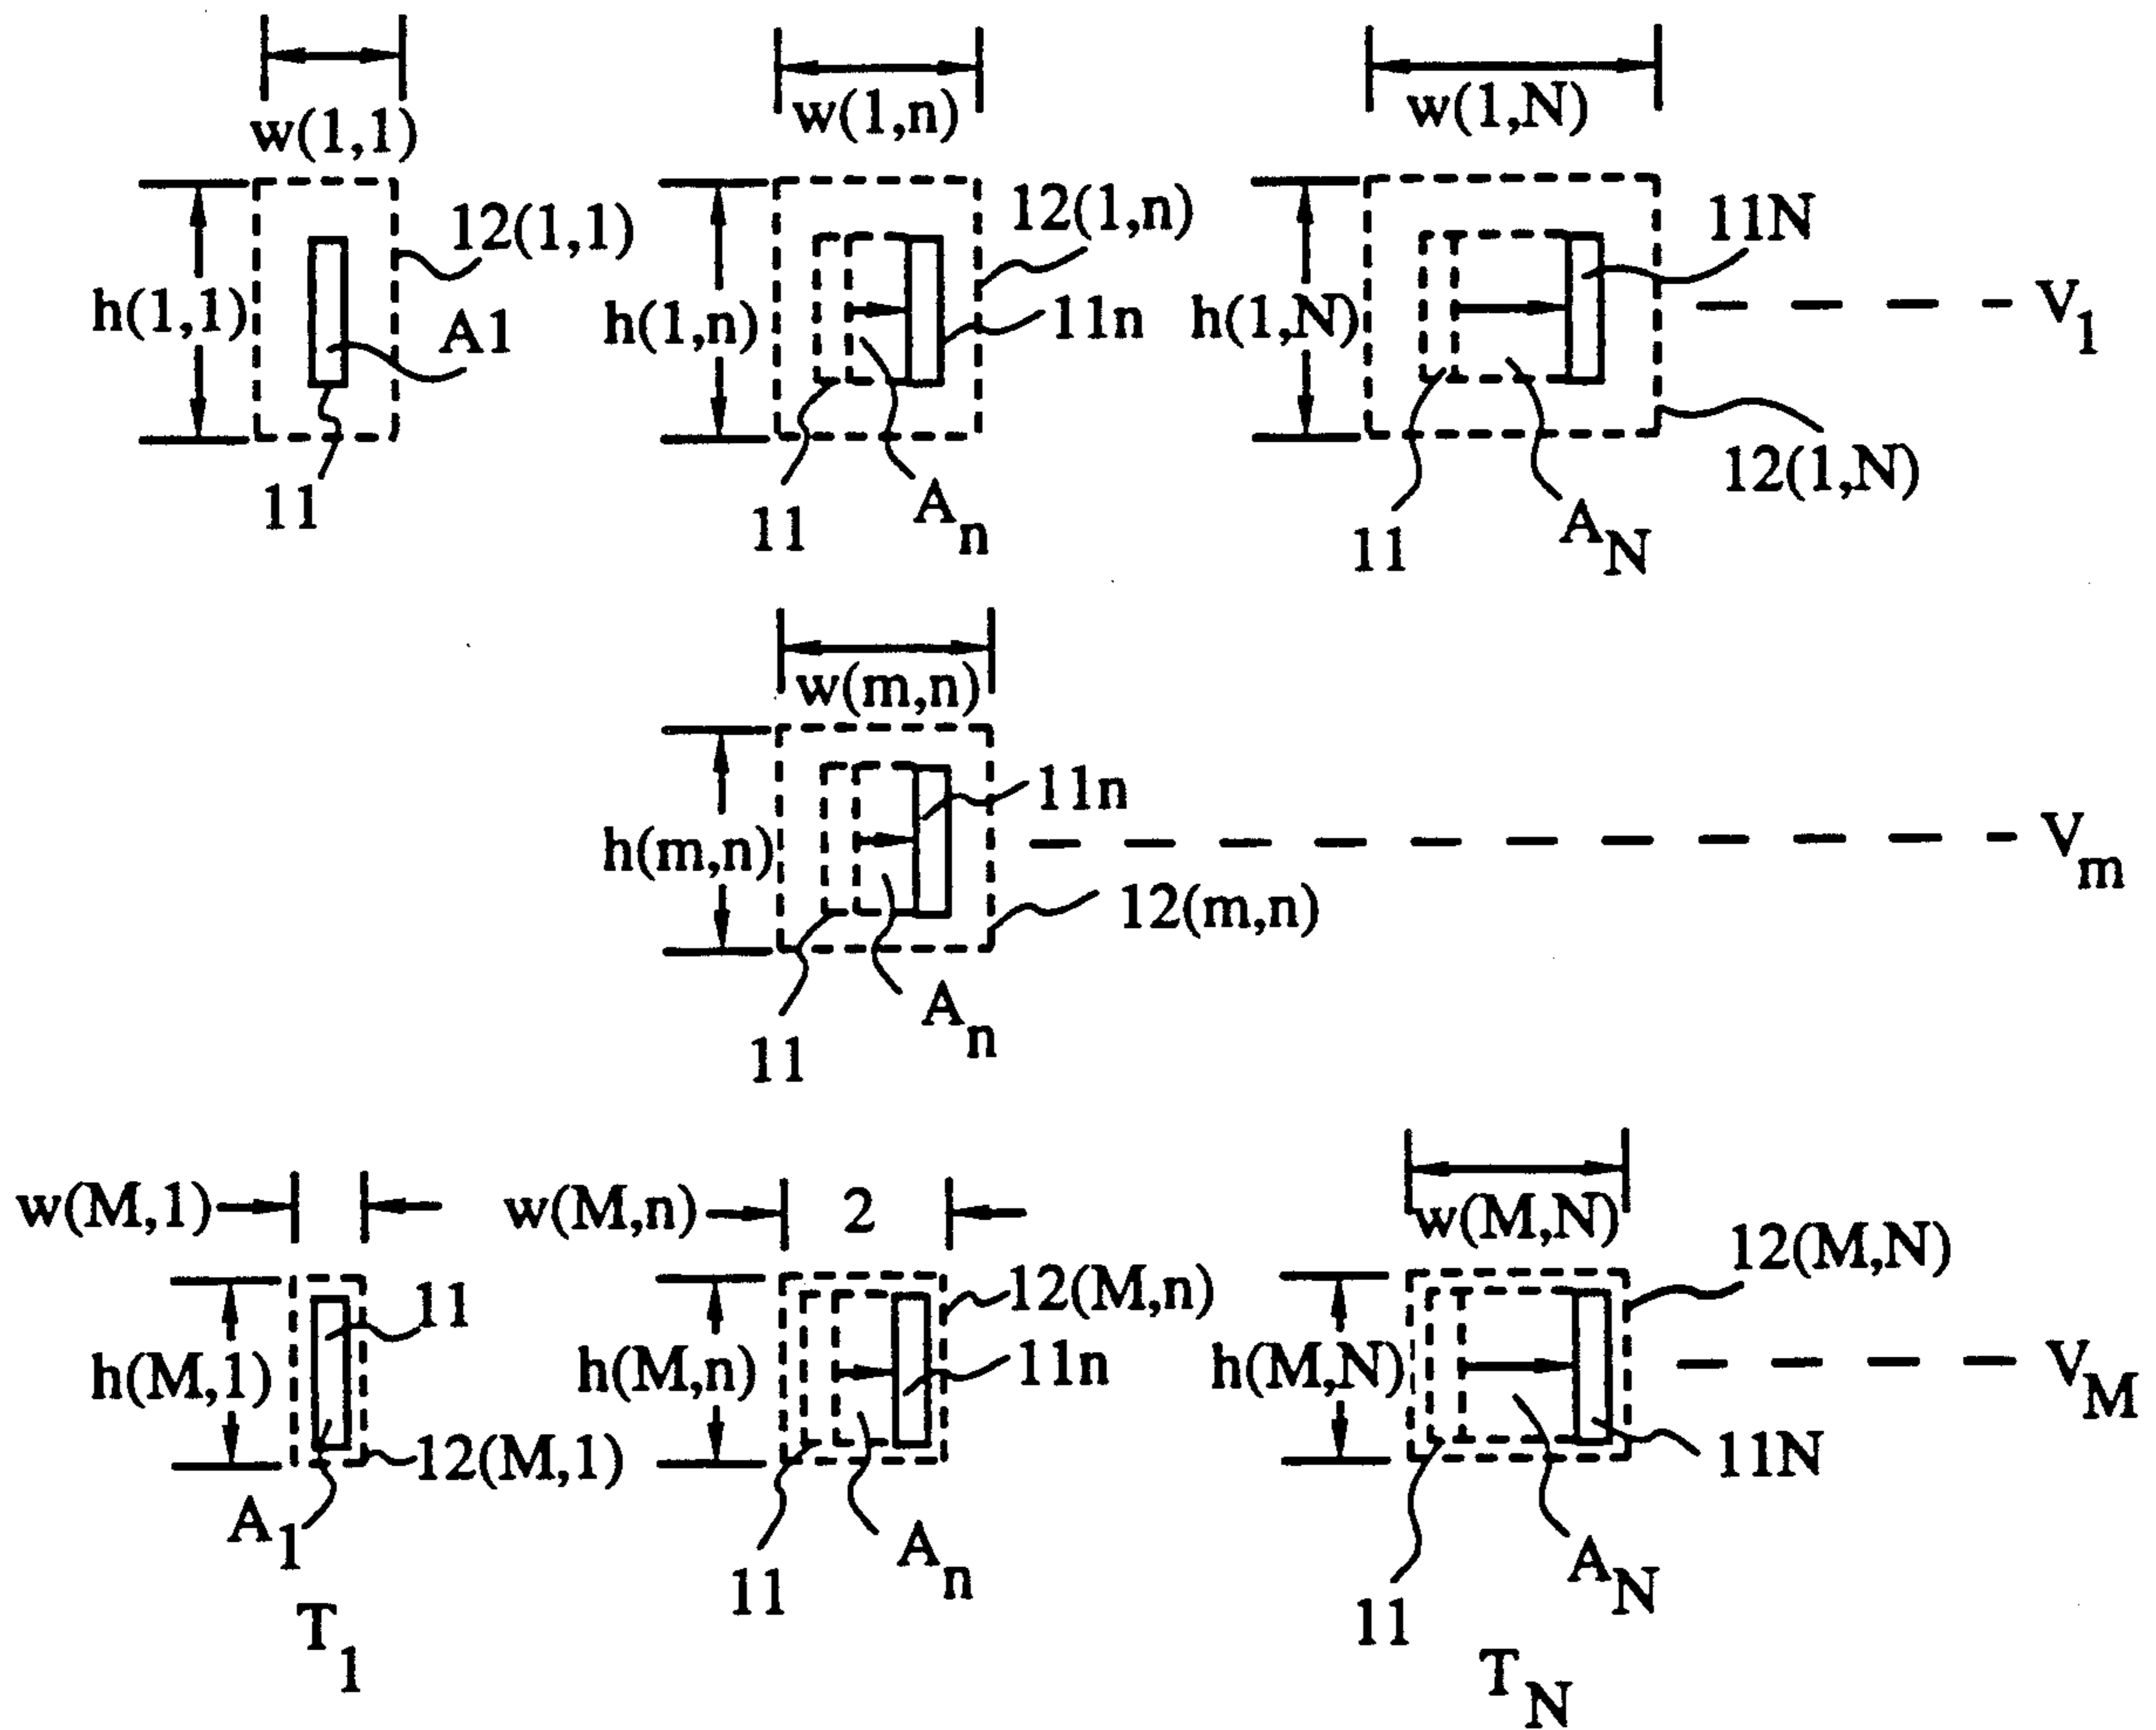 w(1,1)
w(1,n)
w(1,N)
h(1,1)
12(1,1)
A1
11
h(1,n)
12(1,n)
11n
11
An
h(1,N)
11N
V1
12(1,N)
11
AN
w(m,n)
h(m,n)
11n
Vm
12(m,n)
11
An
w(M,1)
w(M,n)
2
w(M,N)
h(M,1)
11
12(M,1)
A1
T1
h(M,n)
12(M,n)
11n
11
An
h(M,N)
12(M,N)
VM
11N
11
AN
TN